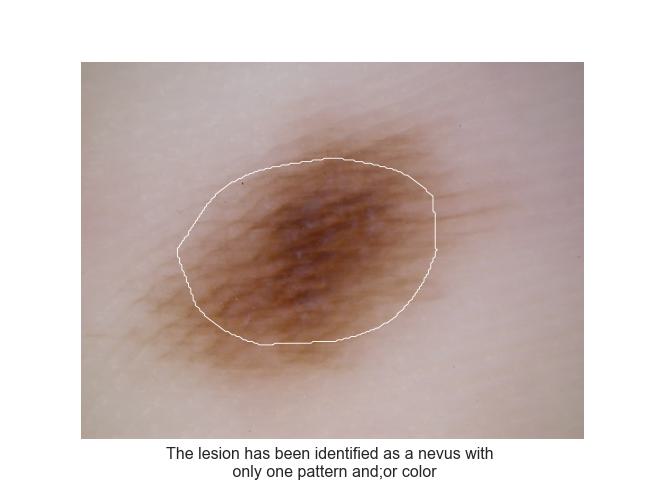 The lesion has been identified as a nevus with
only one pattern and;or color